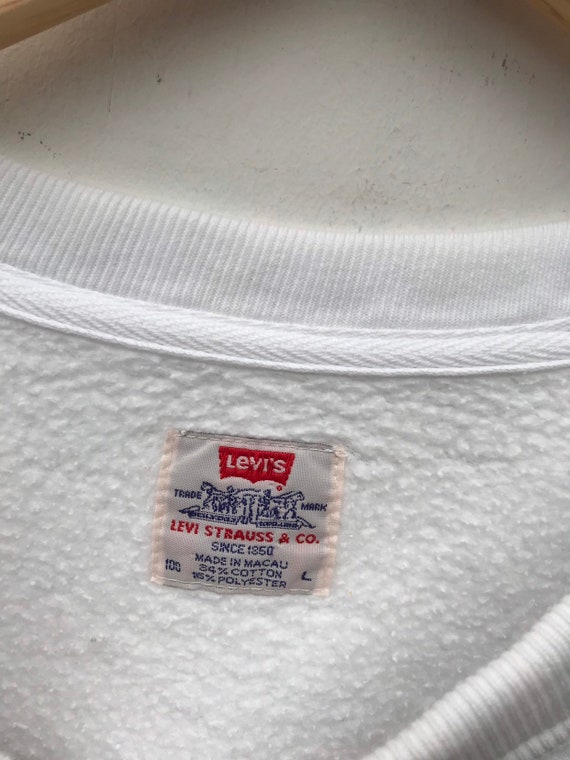 LEVI'S
TRADE MARK
LEVI STRAUSS & CO.
SINCE 1850
MADE IN MACAU
100 84% COTTON L
16% POLYESTER